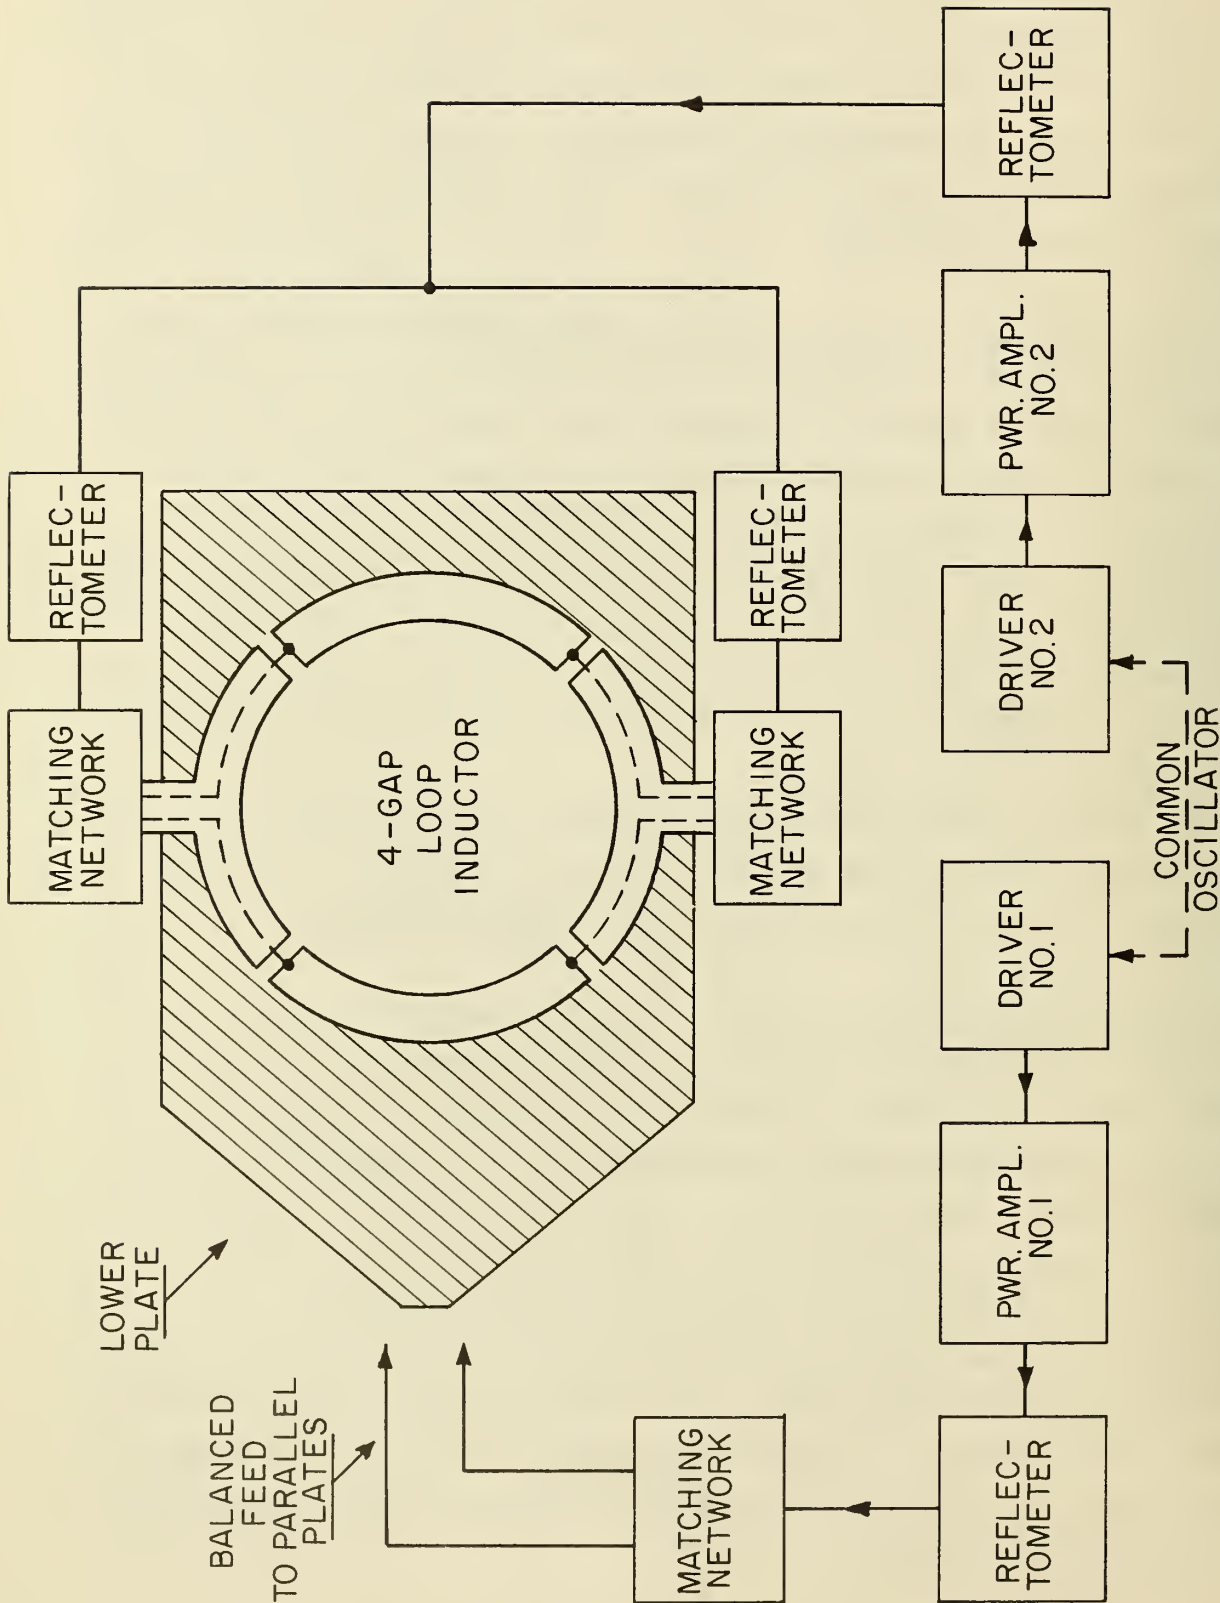 MATCHING
NETWORK
REFLEC-
TOMETER
LOWER
PLATE
BALANCED
FEED
TO PARALLEL
PLATES
4-GAP
LOOP
INDUCTOR
MATCHING
NETWORK
MATCHING
NETWORK
REFLEC-
TOMETER
REFLEC-
TOMETER
PWR. AMPL.
NO.1
DRIVER
NO.1
DRIVER
NO.2
PWR. AMPL.
NO.2
REFLEC-
TOMETER
COMMON
OSCILLATOR